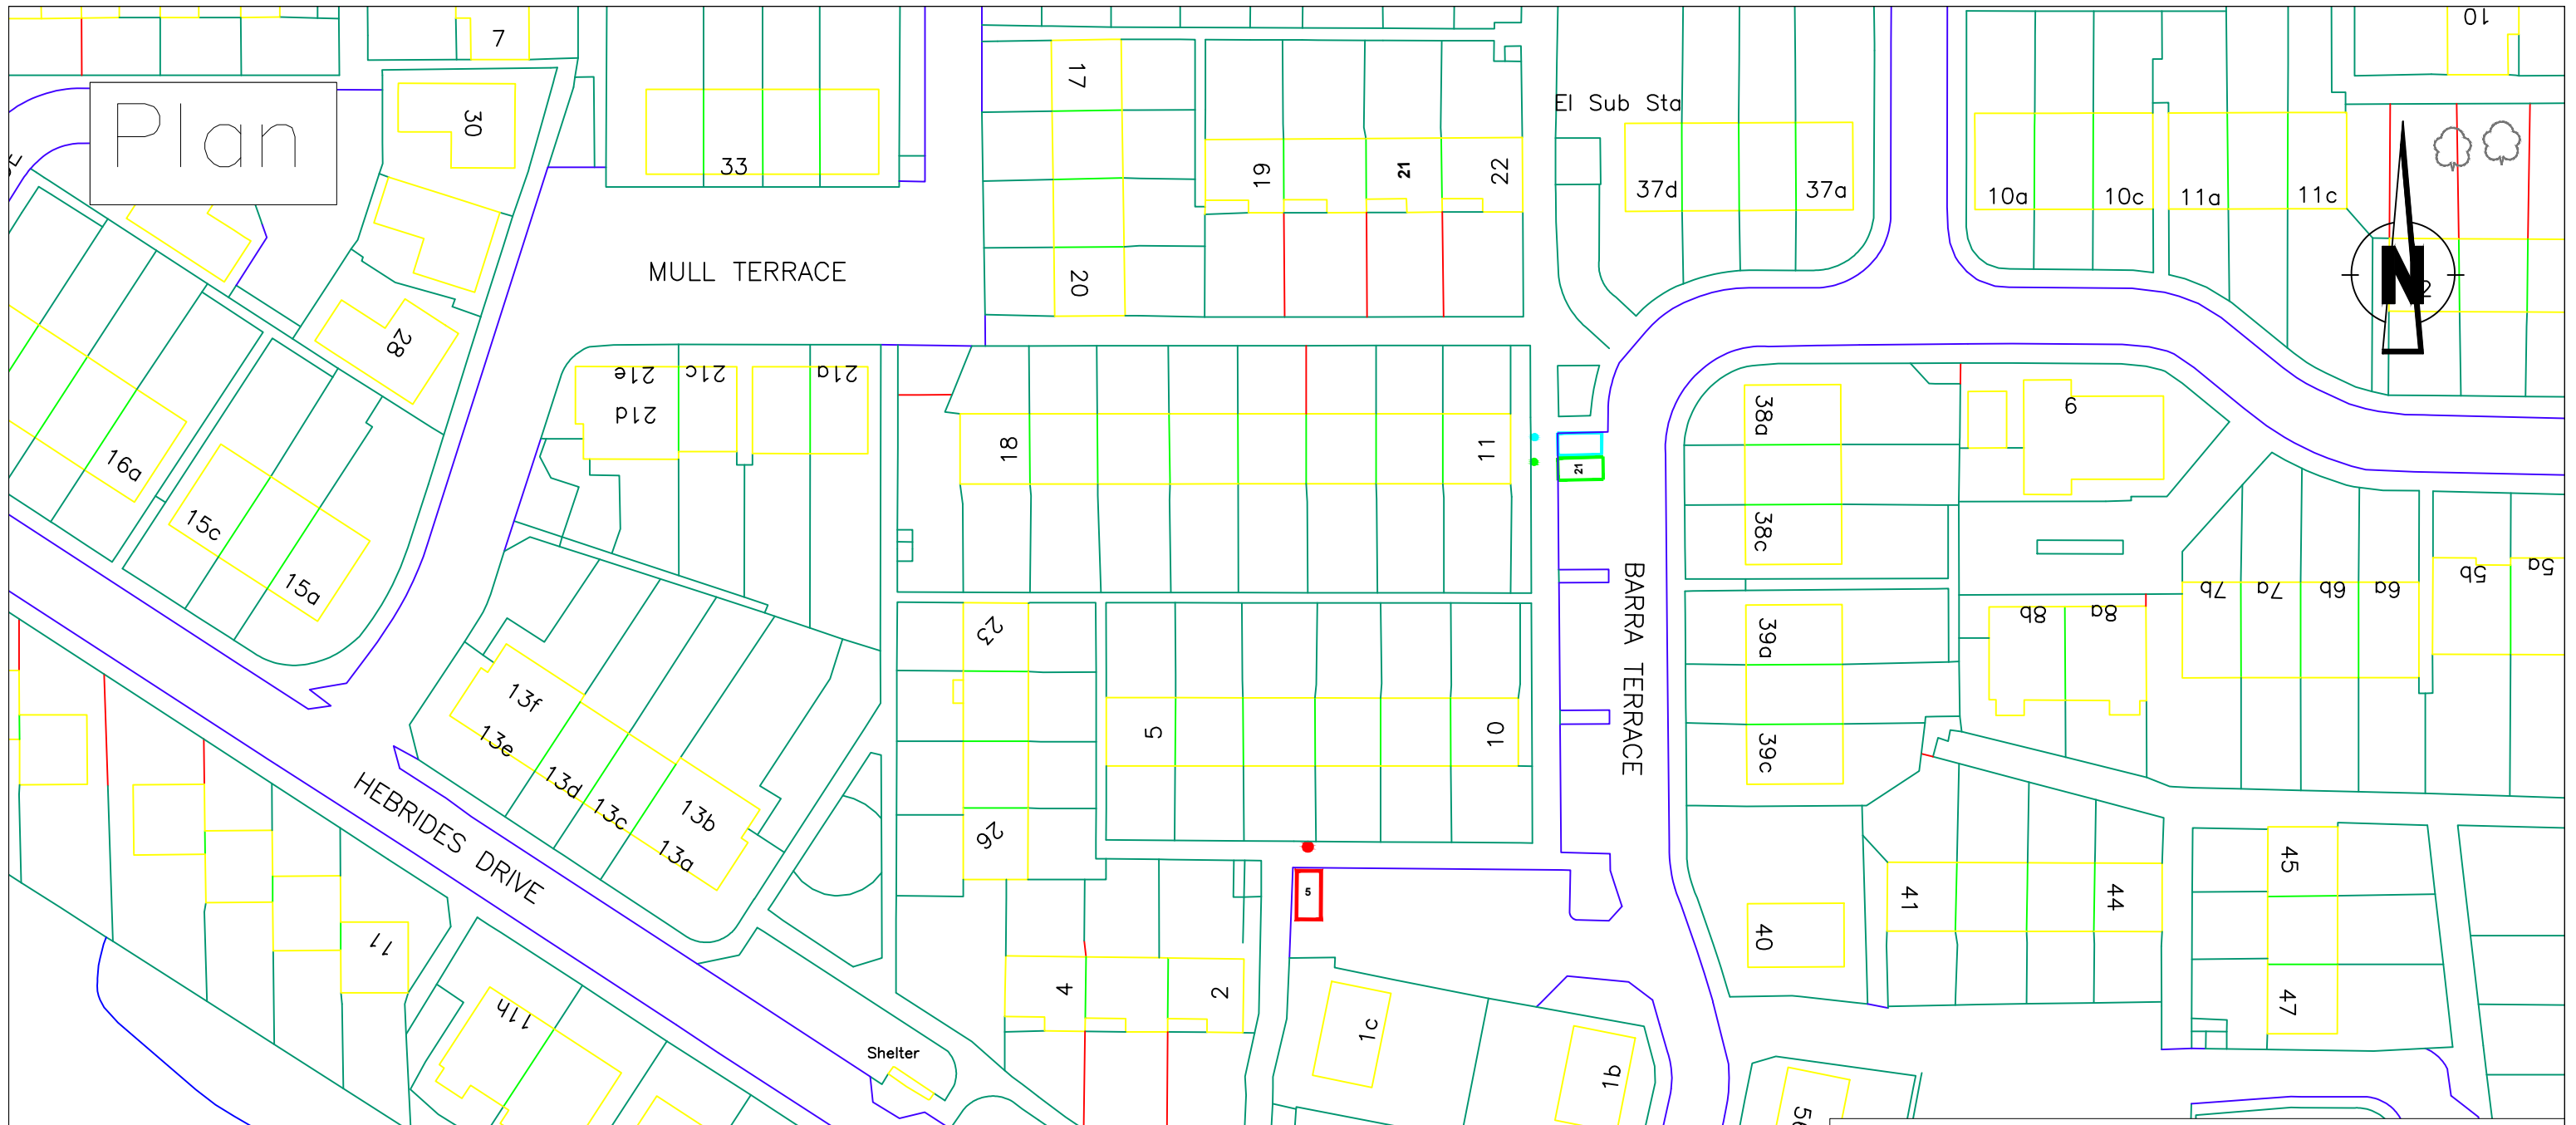 7
10
17
Plan
30
El Sub Sta
33
19
21
22
37d
37a
10a
10c
11a
11c
MULL TERRACE
20
N
28
21e
21c
21a
21d
38a
6
18
11
21
16a
15c
38c
15a
BARRA TERRACE
7b
7a
6b
6a
5b
5a
8b
8a
23
39a
13f
13e
5
10
39c
13d
13c
13b
13a
HEBRIDES DRIVE
26
45
5
41
44
40
11
4
2
47
11h
1c
Shelter
1b